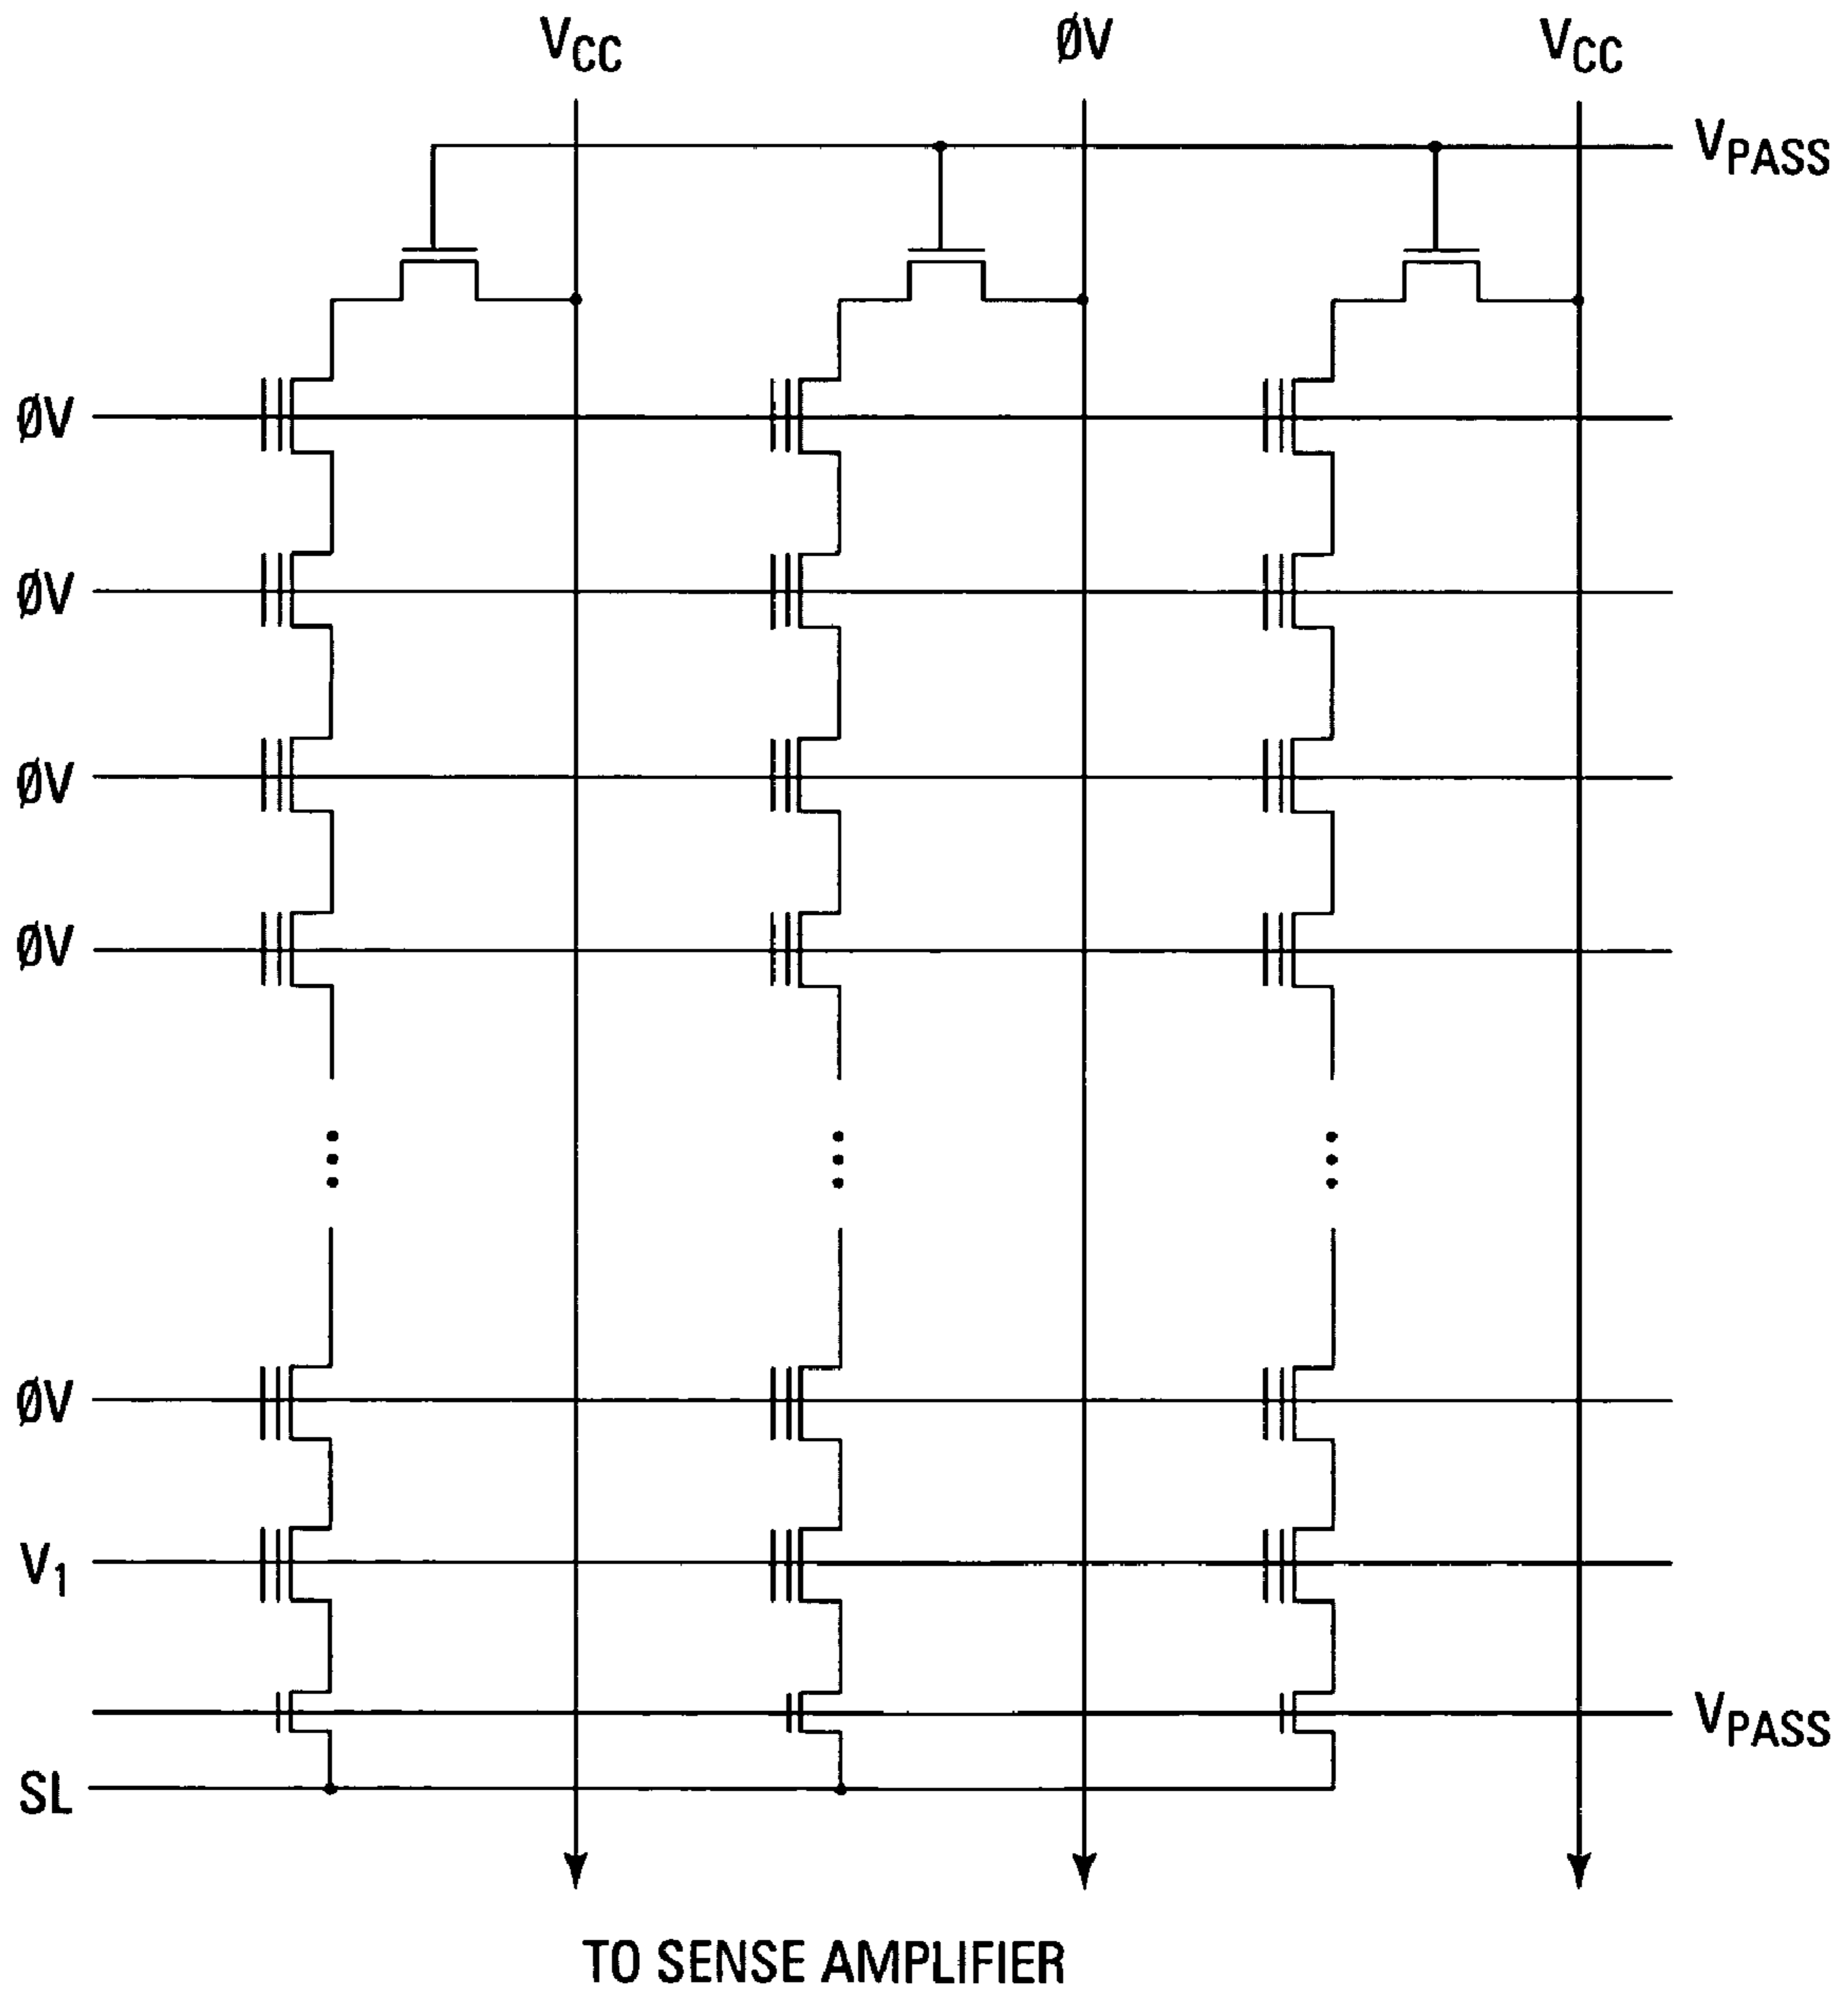 VCC ØV VCC
VPASS
ØV
ØV
ØV
ØV
ØV
V1
VPASS
SL
TO SENSE AMPLIFIER